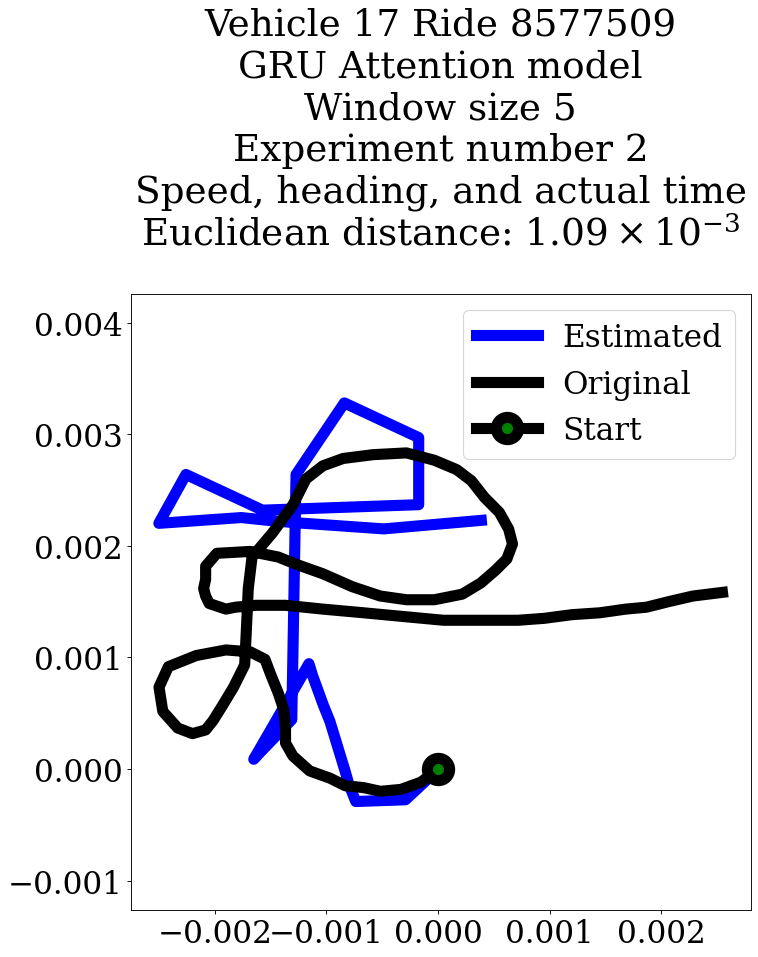 Vehicle 17 Ride 8577509
GRU Attention model
Window size 5
Experiment number 2
Speed, heading, and actual time
Euclidean distance: 1.09 × 10⁻³
Estimated
Original
Start
0.004
0.003
0.002
0.001
0.000
−0.001
−0.002 −0.001 0.000 0.001 0.002